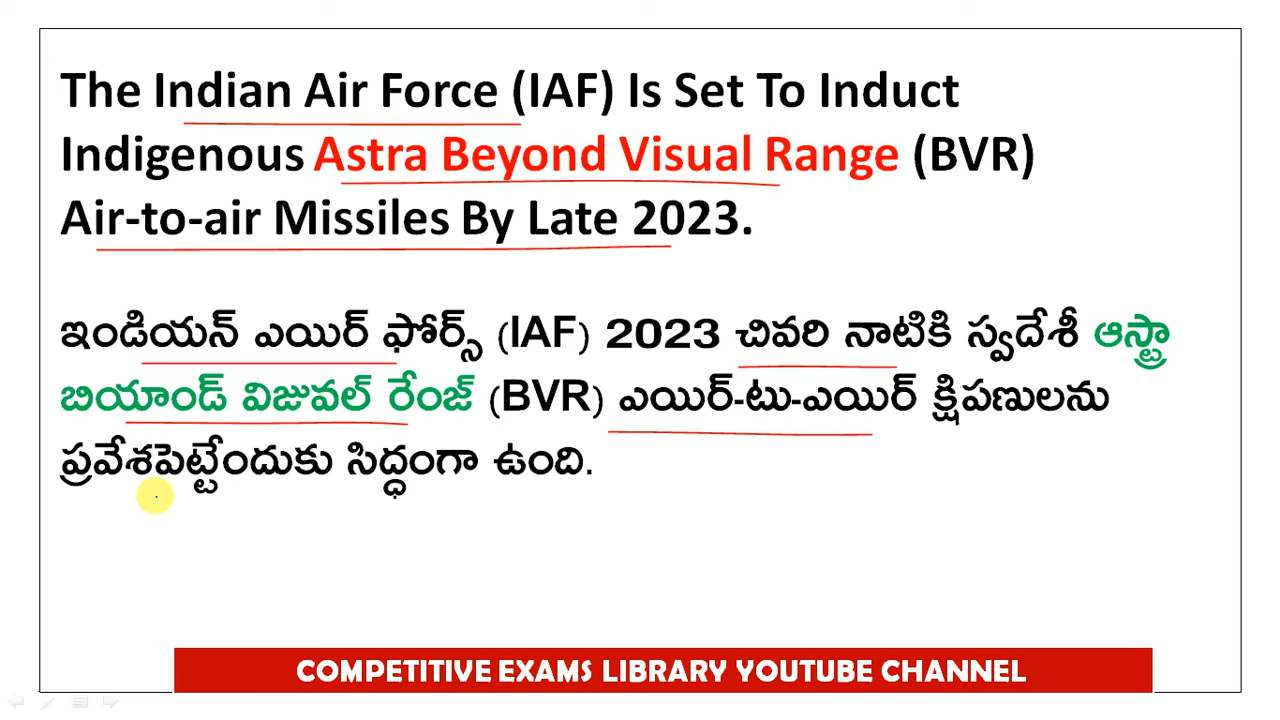 The Indian Air Force (IAF) Is Set To Induct
Indigenous Astra Beyond Visual Range (BVR)
Air-to-air Missiles By Late 2023.
ఇండియన్ ఎయిర్ ఫోర్స్ (IAF) 2023 చివరి నాటికి స్వదేశీ ఆస్ట్రా
బియాండ్ విజువల్ రేంజ్ (BVR) ఎయిర్-టు-ఎయిర్ క్షిపణులను
ప్రవేశపెట్టేందుకు సిద్ధంగా ఉంది.
COMPETITIVE EXAMS LIBRARY YOUTUBE CHANNEL